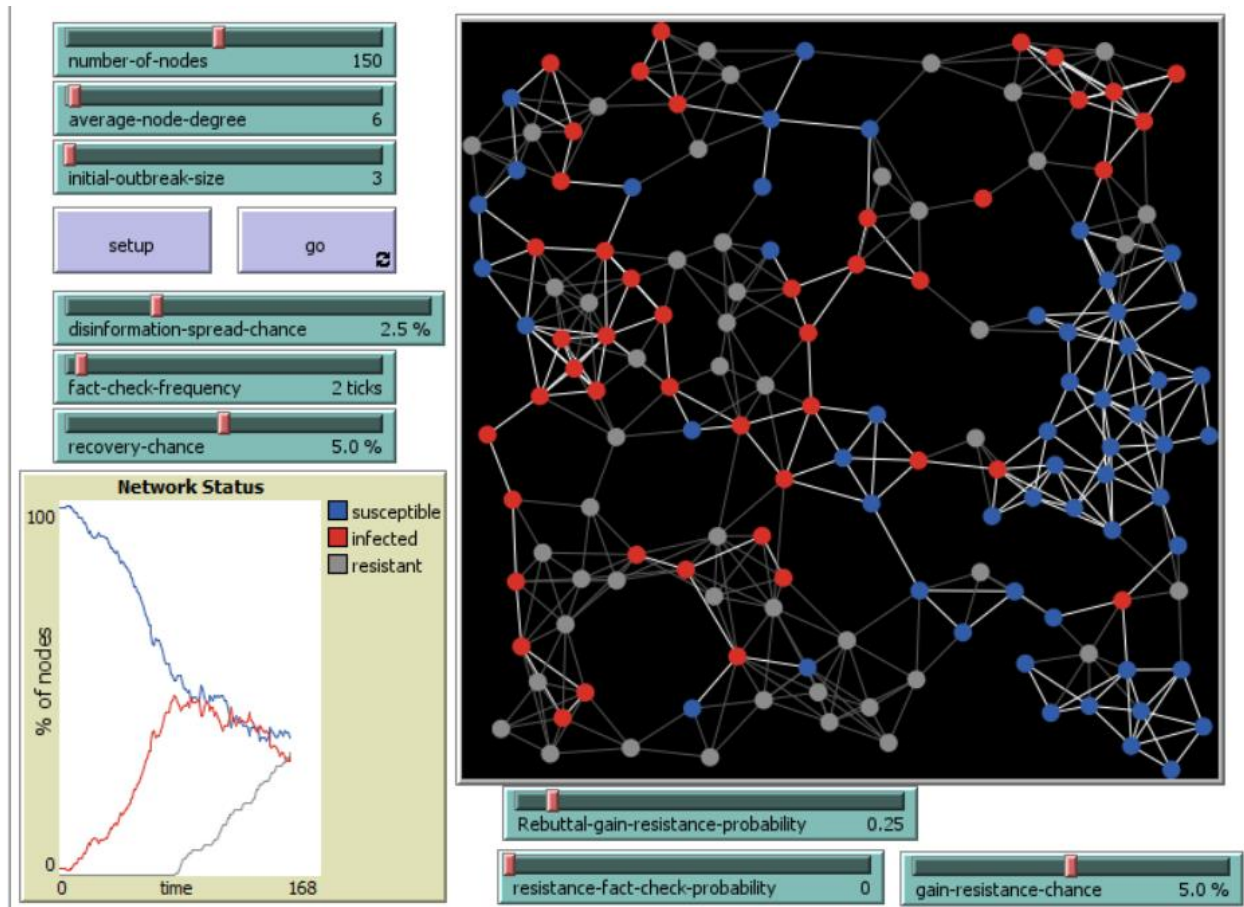 number-of-nodes 150
average-node-degree 6
initial-outbreak-size 3
setup go
disinformation-spread-chance 2.5 %
fact-check-frequency 2 ticks
recovery-chance 5.0 %
Network Status
100
susceptible
infected
resistant
% of nodes
0
0 time 168
Rebuttal-gain-resistance-probability 0.25
resistance-fact-check-probability 0
gain-resistance-chance 5.0 %